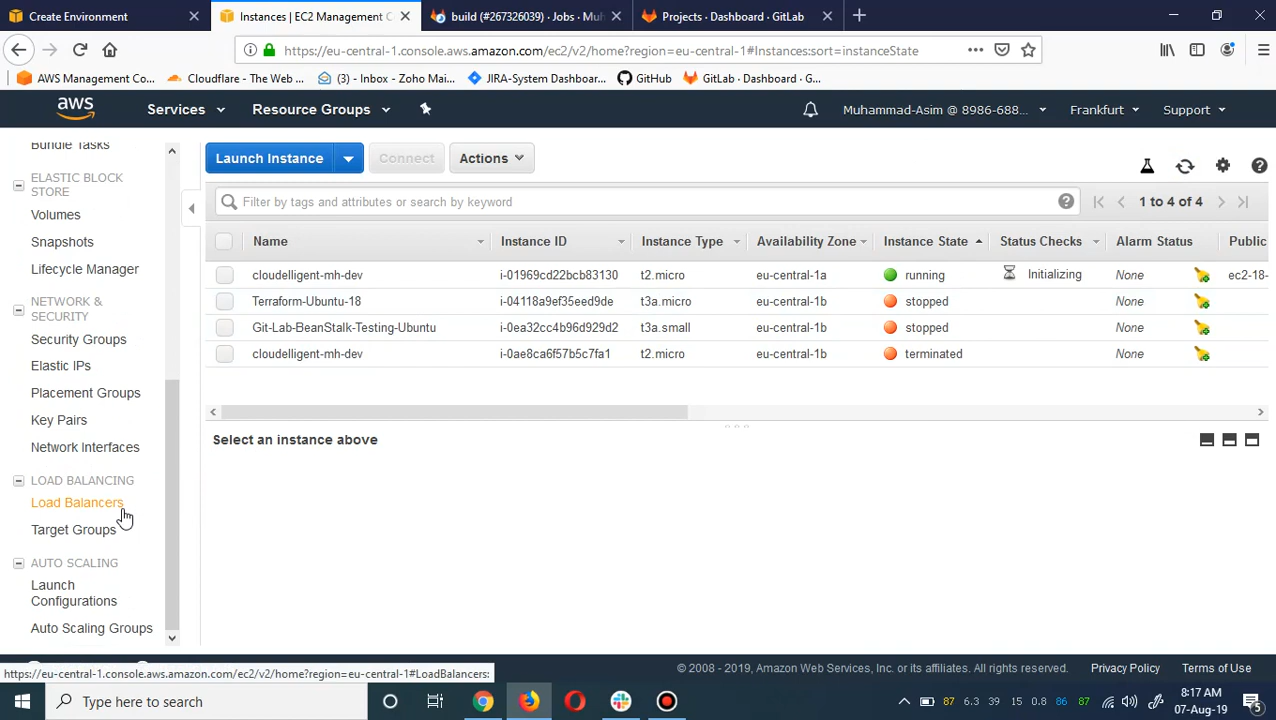 Create Environment
Instances | EC2 Management C
build (#267326039) · Jobs · Muh
Projects · Dashboard · GitLab
https://eu-central-1.console.aws.amazon.com/ec2/v2/home?region=eu-central-1#Instances:sort=instanceState
AWS Management Co...
Cloudflare - The Web ...
(3) - Inbox - Zoho Mai...
JIRA-System Dashboar...
GitHub
GitLab · Dashboard · G...
aws
Services
Resource Groups
Muhammad-Asim @ 8986-688...
Frankfurt
Support
Bundle Tasks
ELASTIC BLOCK
STORE
Volumes
Snapshots
Lifecycle Manager
NETWORK &
SECURITY
Security Groups
Elastic IPs
Placement Groups
Key Pairs
Network Interfaces
LOAD BALANCING
Load Balancers
Target Groups
AUTO SCALING
Launch
Configurations
Auto Scaling Groups
Launch Instance
Connect
Actions
Filter by tags and attributes or search by keyword
1 to 4 of 4
Name Instance ID Instance Type Availability Zone Instance State Status Checks Alarm Status Public
cloudelligent-mh-dev i-01969cd22bcb83130 t2.micro eu-central-1a running Initializing None ec2-18-
Terraform-Ubuntu-18 i-04118a9ef35eed9de t3a.micro eu-central-1b stopped None
Git-Lab-BeanStalk-Testing-Ubuntu i-0ea32cc4b96d929d2 t3a.small eu-central-1b stopped None
cloudelligent-mh-dev i-0ae8ca6f57b5c7fa1 t2.micro eu-central-1b terminated None
Select an instance above
https://eu-central-1.console.aws.amazon.com/ec2/v2/home?region=eu-central-1#LoadBalancers:
© 2008 - 2019, Amazon Web Services, Inc. or its affiliates. All rights reserved.
Privacy Policy
Terms of Use
Type here to search
87 6.3 39 15 0.8 86 87
8:17 AM
07-Aug-19
5